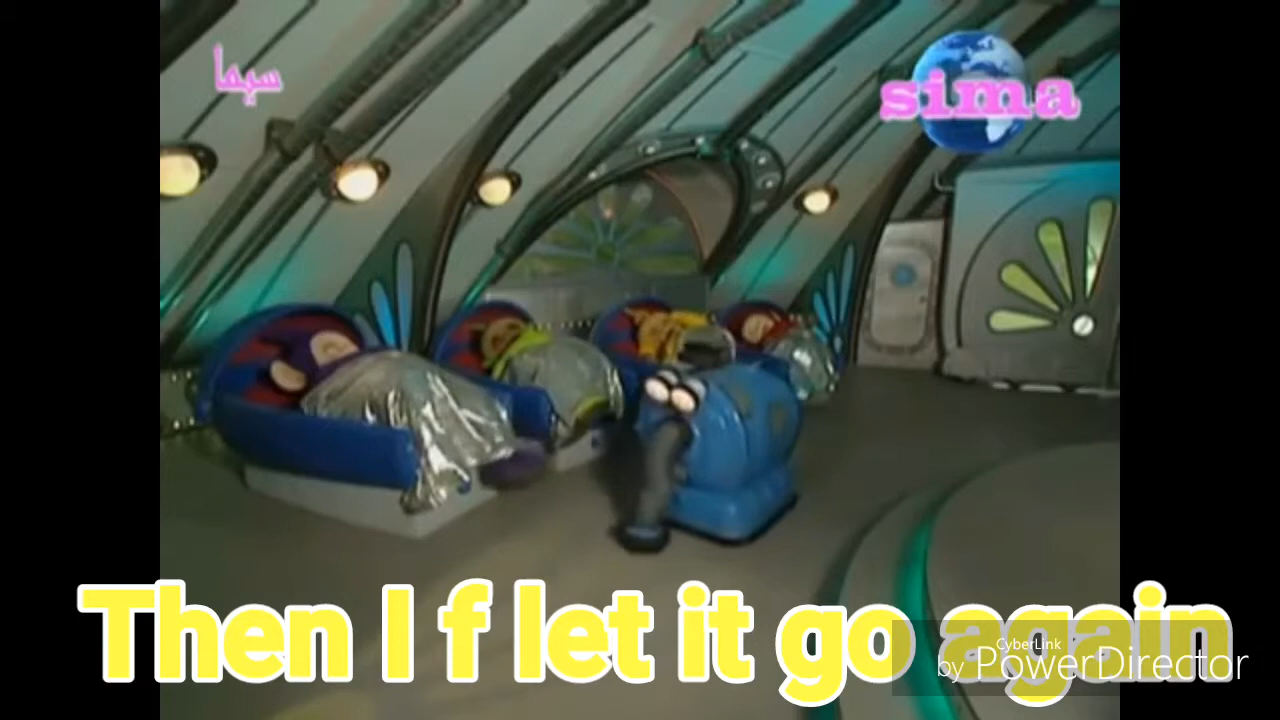 سيما
sima
Then I f let it go again
CyberLink
by PowerDirector